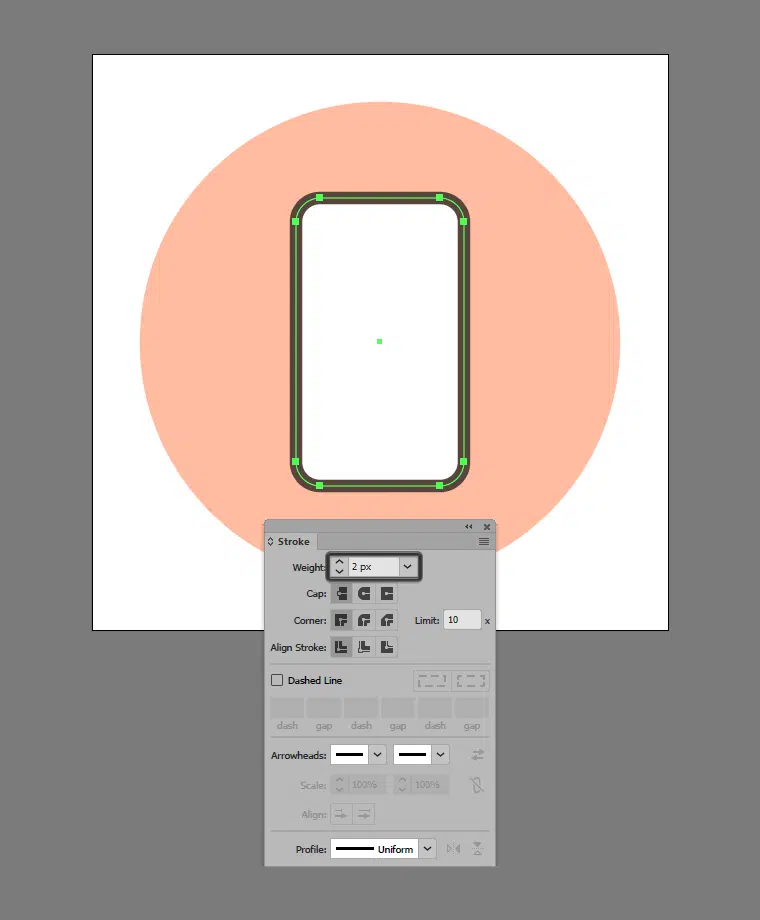 Stroke
Weight: 2 px
Cap:
Corner: Limit: 10 x
Align Stroke:
Dashed Line
dash gap dash gap dash gap
Arrowheads:
Scale: 100% 100%
Align:
Profile: Uniform